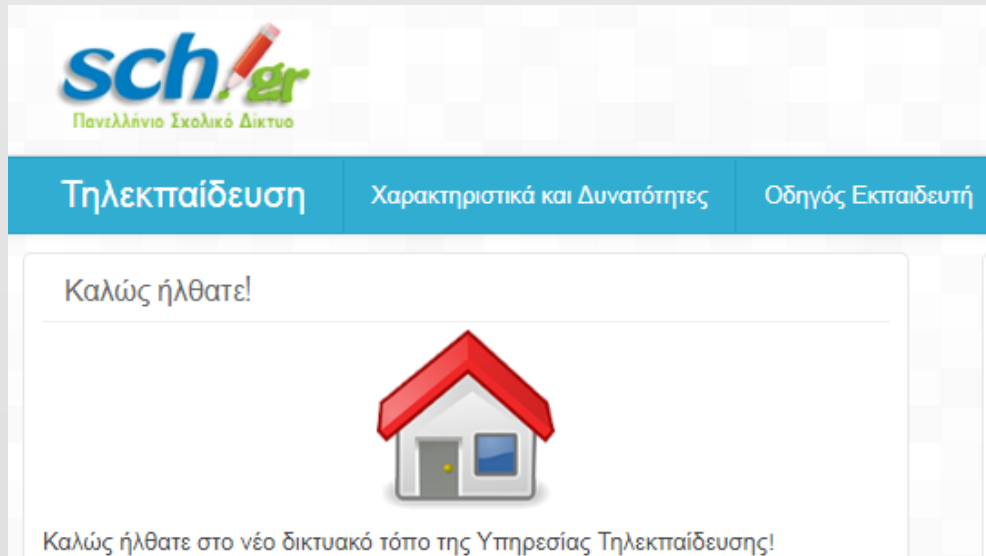 sch.gr
Πανελλήνιο Σχολικό Δίκτυο
Τηλεκπαίδευση Χαρακτηριστικά και Δυνατότητες Οδηγός Εκπαιδευτή
Καλώς ήλθατε!
Καλώς ήλθατε στο νέο δικτυακό τόπο της Υπηρεσίας Τηλεκπαίδευσης!